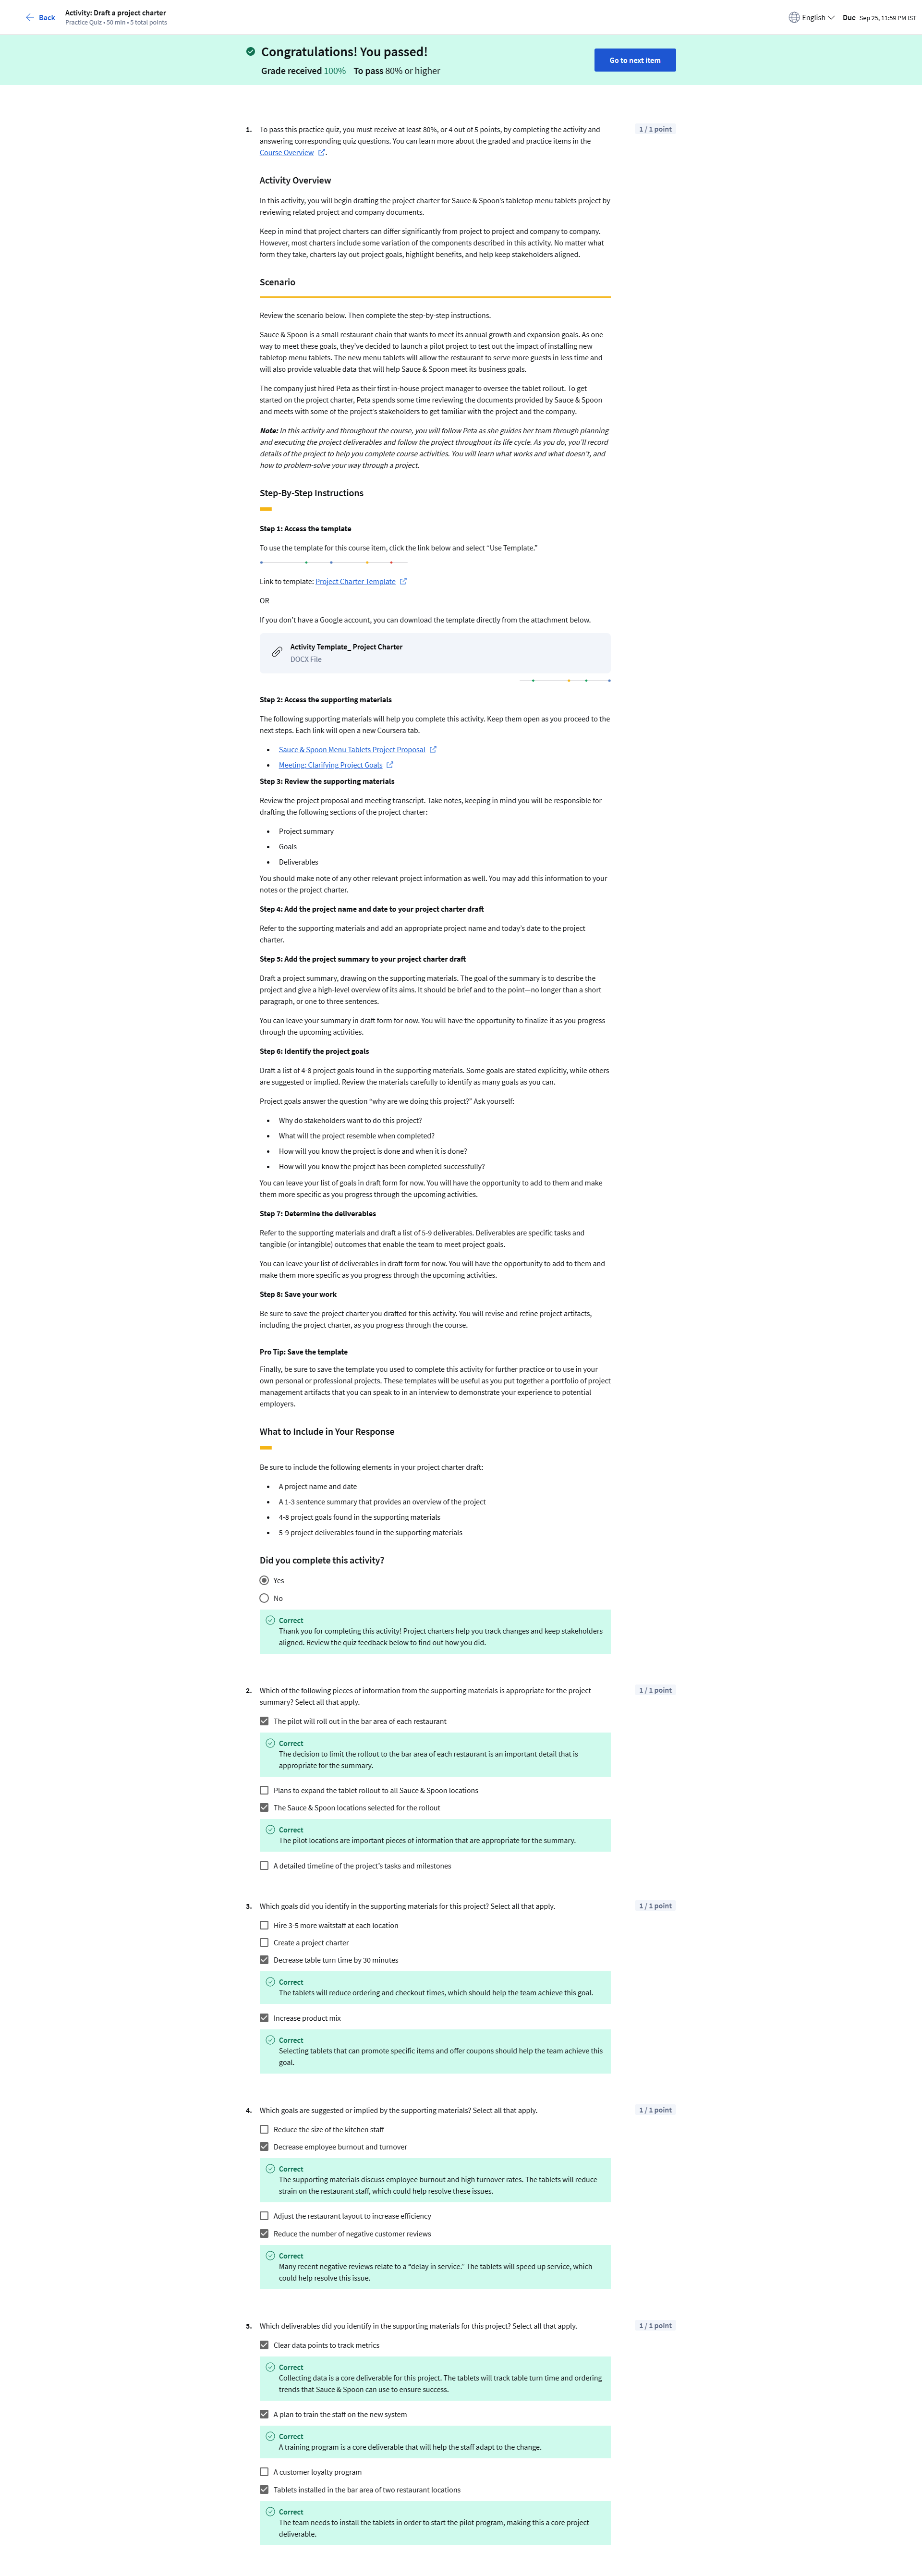 Back
Activity: Draft a project charter
Practice Quiz • 50 min • 5 total points
English
Due Sep 25, 11:59 PM IST
Congratulations! You passed!
Grade received 100% To pass 80% or higher
Go to next item
1. To pass this practice quiz, you must receive at least 80%, or 4 out of 5 points, by completing the activity and
answering corresponding quiz questions. You can learn more about the graded and practice items in the
Course Overview .
1 / 1 point
Activity Overview
In this activity, you will begin drafting the project charter for Sauce & Spoon's tabletop menu tablets project by
reviewing related project and company documents.
Keep in mind that project charters can differ significantly from project to project and company to company.
However, most charters include some variation of the components described in this activity. No matter what
form they take, charters lay out project goals, highlight benefits, and help keep stakeholders aligned.
Scenario
Review the scenario below. Then complete the step-by-step instructions.
Sauce & Spoon is a small restaurant chain that wants to meet its annual growth and expansion goals. As one
way to meet these goals, they've decided to launch a pilot project to test out the impact of installing new
tabletop menu tablets. The new menu tablets will allow the restaurant to serve more guests in less time and
will also provide valuable data that will help Sauce & Spoon meet its business goals.
The company just hired Peta as their first in-house project manager to oversee the tablet rollout. To get
started on the project charter, Peta spends some time reviewing the documents provided by Sauce & Spoon
and meets with some of the project's stakeholders to get familiar with the project and the company.
Note: In this activity and throughout the course, you will follow Peta as she guides her team through planning
and executing the project deliverables and follow the project throughout its life cycle. As you do, you'll record
details of the project to help you complete course activities. You will learn what works and what doesn't, and
how to problem-solve your way through a project.
Step-By-Step Instructions
Step 1: Access the template
To use the template for this course item, click the link below and select “Use Template.”
Link to template: Project Charter Template
OR
If you don't have a Google account, you can download the template directly from the attachment below.
Activity Template_ Project Charter
DOCX File
Step 2: Access the supporting materials
The following supporting materials will help you complete this activity. Keep them open as you proceed to the
next steps. Each link will open a new Coursera tab.
• Sauce & Spoon Menu Tablets Project Proposal
• Meeting: Clarifying Project Goals
Step 3: Review the supporting materials
Review the project proposal and meeting transcript. Take notes, keeping in mind you will be responsible for
drafting the following sections of the project charter:
• Project summary
• Goals
• Deliverables
You should make note of any other relevant project information as well. You may add this information to your
notes or the project charter.
Step 4: Add the project name and date to your project charter draft
Refer to the supporting materials and add an appropriate project name and today's date to the project
charter.
Step 5: Add the project summary to your project charter draft
Draft a project summary, drawing on the supporting materials. The goal of the summary is to describe the
project and give a high-level overview of its aims. It should be brief and to the point—no longer than a short
paragraph, or one to three sentences.
You can leave your summary in draft form for now. You will have the opportunity to finalize it as you progress
through the upcoming activities.
Step 6: Identify the project goals
Draft a list of 4-8 project goals found in the supporting materials. Some goals are stated explicitly, while others
are suggested or implied. Review the materials carefully to identify as many goals as you can.
Project goals answer the question “why are we doing this project?” Ask yourself:
• Why do stakeholders want to do this project?
• What will the project resemble when completed?
• How will you know the project is done and when it is done?
• How will you know the project has been completed successfully?
You can leave your list of goals in draft form for now. You will have the opportunity to add to them and make
them more specific as you progress through the upcoming activities.
Step 7: Determine the deliverables
Refer to the supporting materials and draft a list of 5-9 deliverables. Deliverables are specific tasks and
tangible (or intangible) outcomes that enable the team to meet project goals.
You can leave your list of deliverables in draft form for now. You will have the opportunity to add to them and
make them more specific as you progress through the upcoming activities.
Step 8: Save your work
Be sure to save the project charter you drafted for this activity. You will revise and refine project artifacts,
including the project charter, as you progress through the course.
Pro Tip: Save the template
Finally, be sure to save the template you used to complete this activity for further practice or to use in your
own personal or professional projects. These templates will be useful as you put together a portfolio of project
management artifacts that you can speak to in an interview to demonstrate your experience to potential
employers.
What to Include in Your Response
Be sure to include the following elements in your project charter draft:
• A project name and date
• A 1-3 sentence summary that provides an overview of the project
• 4-8 project goals found in the supporting materials
• 5-9 project deliverables found in the supporting materials
Did you complete this activity?
Yes
No
Correct
Thank you for completing this activity! Project charters help you track changes and keep stakeholders
aligned. Review the quiz feedback below to find out how you did.
2. Which of the following pieces of information from the supporting materials is appropriate for the project
summary? Select all that apply.
1 / 1 point
The pilot will roll out in the bar area of each restaurant
Correct
The decision to limit the rollout to the bar area of each restaurant is an important detail that is
appropriate for the summary.
Plans to expand the tablet rollout to all Sauce & Spoon locations
The Sauce & Spoon locations selected for the rollout
Correct
The pilot locations are important pieces of information that are appropriate for the summary.
A detailed timeline of the project's tasks and milestones
3. Which goals did you identify in the supporting materials for this project? Select all that apply.
1 / 1 point
Hire 3-5 more waitstaff at each location
Create a project charter
Decrease table turn time by 30 minutes
Correct
The tablets will reduce ordering and checkout times, which should help the team achieve this goal.
Increase product mix
Correct
Selecting tablets that can promote specific items and offer coupons should help the team achieve this
goal.
4. Which goals are suggested or implied by the supporting materials? Select all that apply.
1 / 1 point
Reduce the size of the kitchen staff
Decrease employee burnout and turnover
Correct
The supporting materials discuss employee burnout and high turnover rates. The tablets will reduce
strain on the restaurant staff, which could help resolve these issues.
Adjust the restaurant layout to increase efficiency
Reduce the number of negative customer reviews
Correct
Many recent negative reviews relate to a “delay in service.” The tablets will speed up service, which
could help resolve this issue.
5. Which deliverables did you identify in the supporting materials for this project? Select all that apply.
1 / 1 point
Clear data points to track metrics
Correct
Collecting data is a core deliverable for this project. The tablets will track table turn time and ordering
trends that Sauce & Spoon can use to ensure success.
A plan to train the staff on the new system
Correct
A training program is a core deliverable that will help the staff adapt to the change.
A customer loyalty program
Tablets installed in the bar area of two restaurant locations
Correct
The team needs to install the tablets in order to start the pilot program, making this a core project
deliverable.